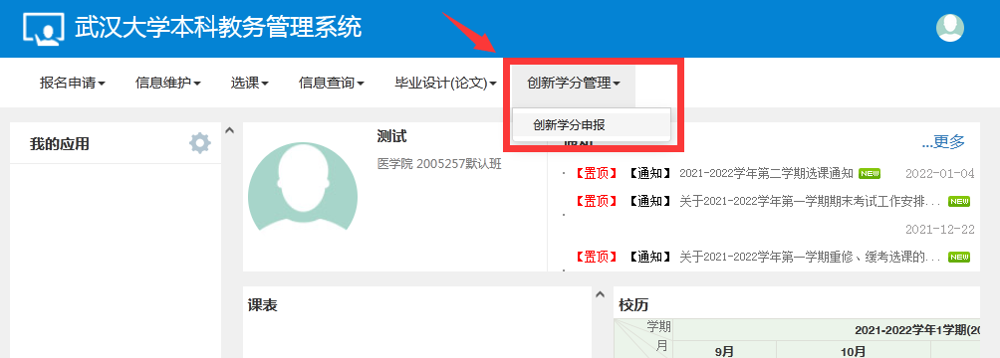 武汉大学本科教务管理系统
报名申请 信息维护 选课 信息查询 毕业设计(论文) 创新学分管理
创新学分申报
我的应用
测试
医学院 2005257默认班
...更多
【置顶】 【通知】 2021-2022学年第二学期选课通知 NEW 2022-01-04
【置顶】 【通知】 关于2021-2022学年第一学期期末考试工作安排... NEW
2021-12-22
【置顶】 【通知】 关于2021-2022学年第一学期重修、缓考选课的... NEW
课表
校历
学期 2021-2022学年1学期(20
月 9月 10月